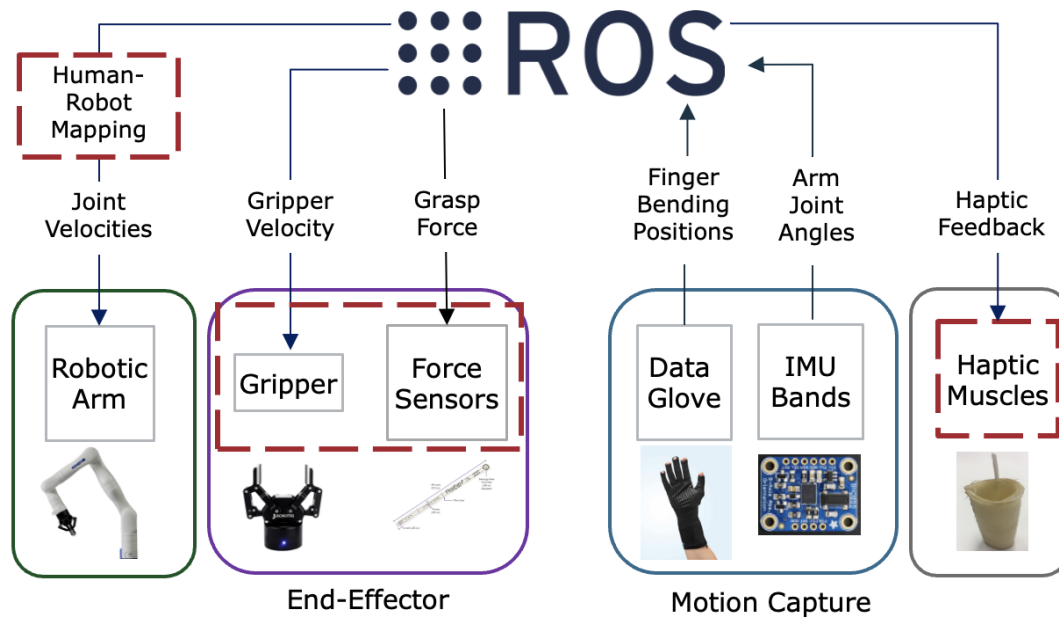 ROS
Human-
Robot
Mapping
Joint
Velocities
Gripper
Velocity
Grasp
Force
Finger
Bending
Positions
Arm
Joint
Angles
Haptic
Feedback
Robotic
Arm
Gripper
Force
Sensors
Data
Glove
IMU
Bands
Haptic
Muscles
End-Effector
Motion Capture